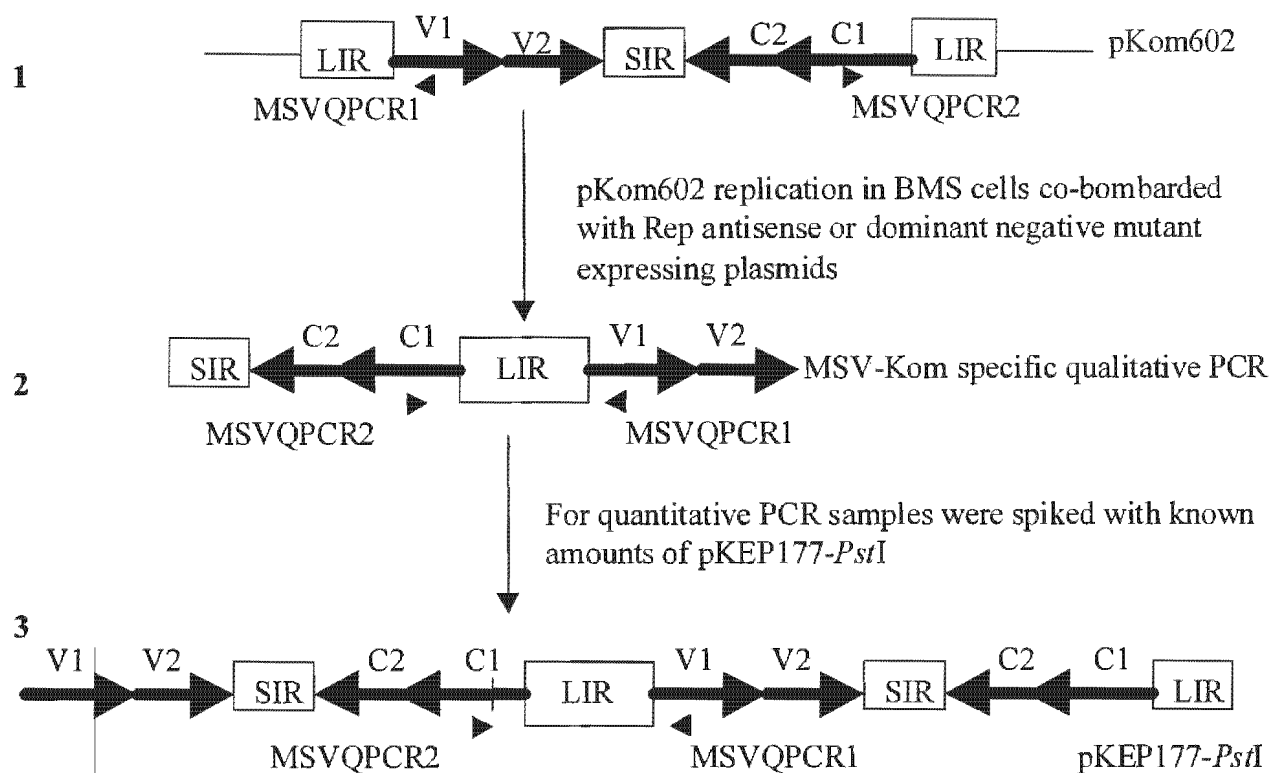 V1 V2 C2 C1
LIR SIR LIR pKom602
1
MSVQPCR1 MSVQPCR2
pKom602 replication in BMS cells co-bombarded
with Rep antisense or dominant negative mutant
expressing plasmids
C2 C1 V1 V2
SIR LIR MSV-Kom specific qualitative PCR
2
MSVQPCR2 MSVQPCR1
For quantitative PCR samples were spiked with known
amounts of pKEP177-PstI
3
V1 V2 C2 C1 V1 V2 C2 C1
SIR LIR SIR LIR
MSVQPCR2 MSVQPCR1 pKEP177-PstI